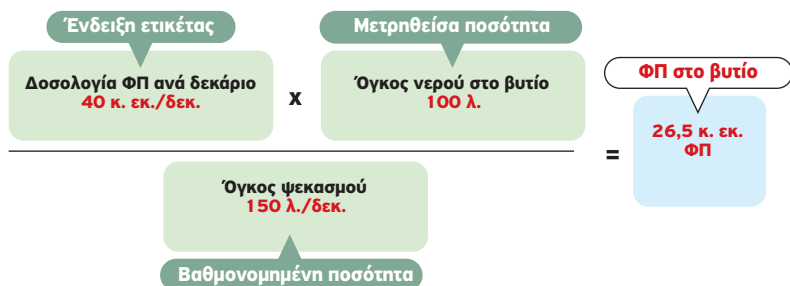 Ένδειξη ετικέτας
Δοσολογία ΦΠ ανά δεκάριο
40 κ. εκ./δεκ.
x
Μετρηθείσα ποσότητα
Όγκος νερού στο βυτίο
100 λ.
Όγκος ψεκασμού
150 λ./δεκ.
Βαθμονομημένη ποσότητα
=
ΦΠ στο βυτίο
26,5 κ. εκ.
ΦΠ